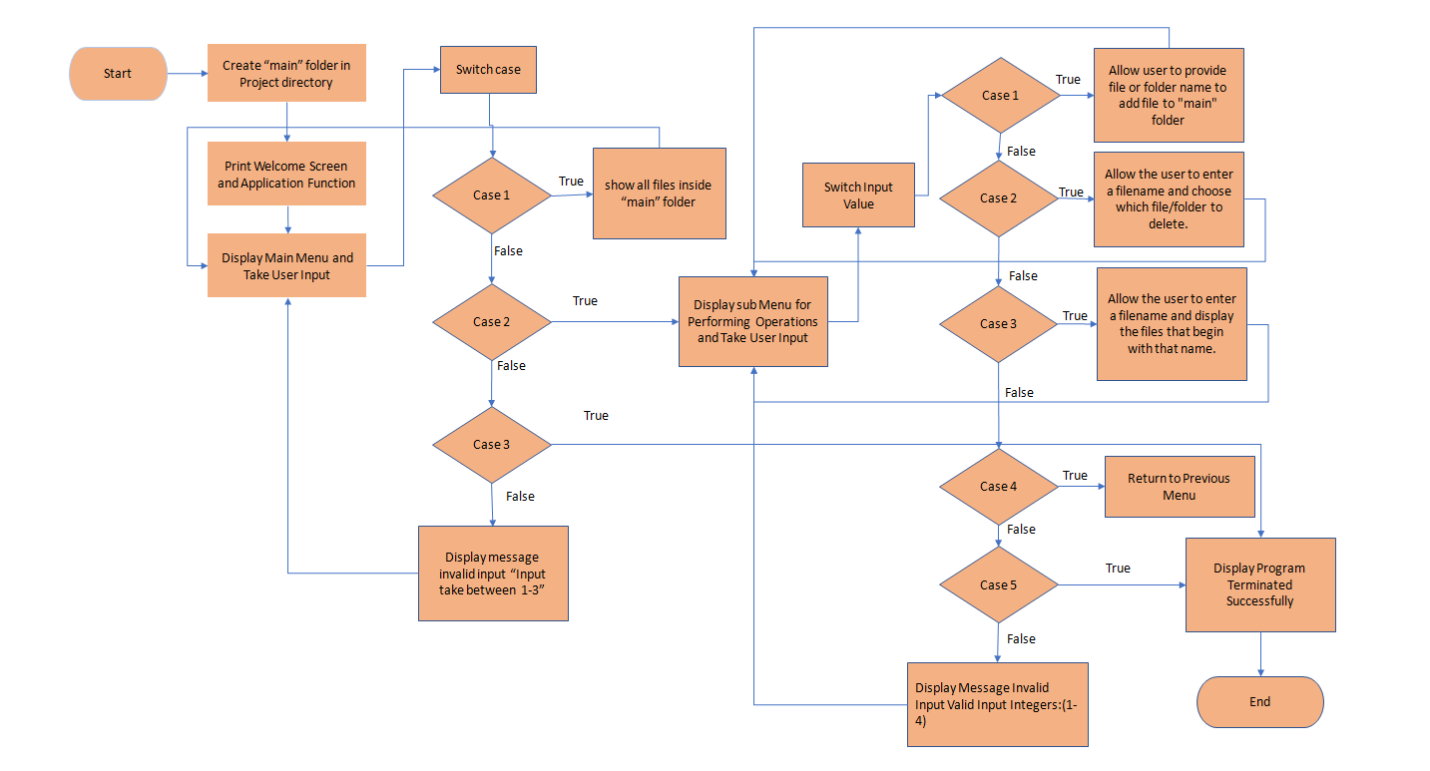 Start
Create “main” folder in
Project directory
Print Welcome Screen
and Application Function
Display Main Menu and
Take User Input
Switch case
Case 1
True
show all files inside
“main” folder
False
Case 2
True
False
Case 3
True
False
Display message
invalid input “Input
take between 1-3”
Display sub Menu for
Performing Operations
and Take User Input
Switch Input
Value
Case 1
True
Allow user to provide
file or folder name to
add file to "main"
folder
False
Case 2
True
Allow the user to enter
a filename and choose
which file/folder to
delete.
False
Case 3
True
Allow the user to enter
a filename and display
the files that begin
with that name.
False
Case 4
True
Return to Previous
Menu
False
Case 5
True
Display Program
Terminated
Successfully
False
Display Message Invalid
Input Valid Input Integers:(1-
4)
End